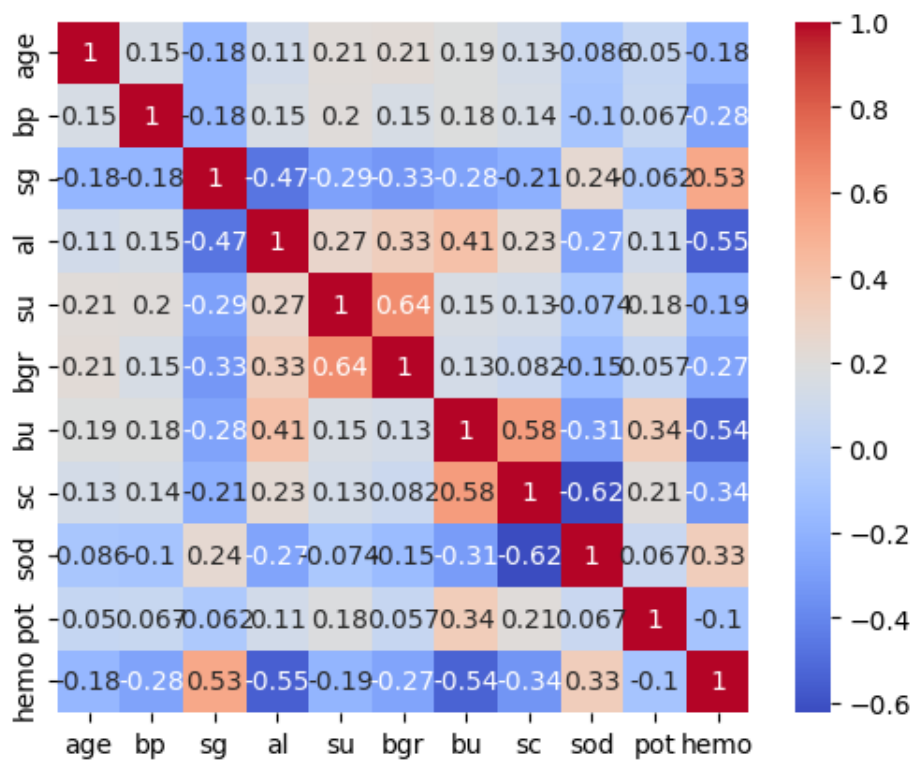 age 1 0.15 -0.18 0.11 0.21 0.21 0.19 0.13 -0.086 0.05 -0.18
bp 0.15 1 -0.18 0.15 0.2 0.15 0.18 0.14 -0.1 0.067 -0.28
sg -0.18 -0.18 1 -0.47 -0.29 -0.33 -0.28 -0.21 0.24 -0.062 0.53
al 0.11 0.15 -0.47 1 0.27 0.33 0.41 0.23 -0.27 0.11 -0.55
su 0.21 0.2 -0.29 0.27 1 0.64 0.15 0.13 -0.074 0.18 -0.19
bgr 0.21 0.15 -0.33 0.33 0.64 1 0.13 0.082 -0.15 0.057 -0.27
bu 0.19 0.18 -0.28 0.41 0.15 0.13 1 0.58 -0.31 0.34 -0.54
sc 0.13 0.14 -0.21 0.23 0.13 0.082 0.58 1 -0.62 0.21 -0.34
sod -0.086 -0.1 0.24 -0.27 -0.074 -0.15 -0.31 -0.62 1 0.067 0.33
pot 0.05 0.067 -0.062 0.11 0.18 0.057 0.34 0.21 0.067 1 -0.1
hemo -0.18 -0.28 0.53 -0.55 -0.19 -0.27 -0.54 -0.34 0.33 -0.1 1
age bp sg al su bgr bu sc sod pot hemo
1.0
0.8
0.6
0.4
0.2
0.0
−0.2
−0.4
−0.6